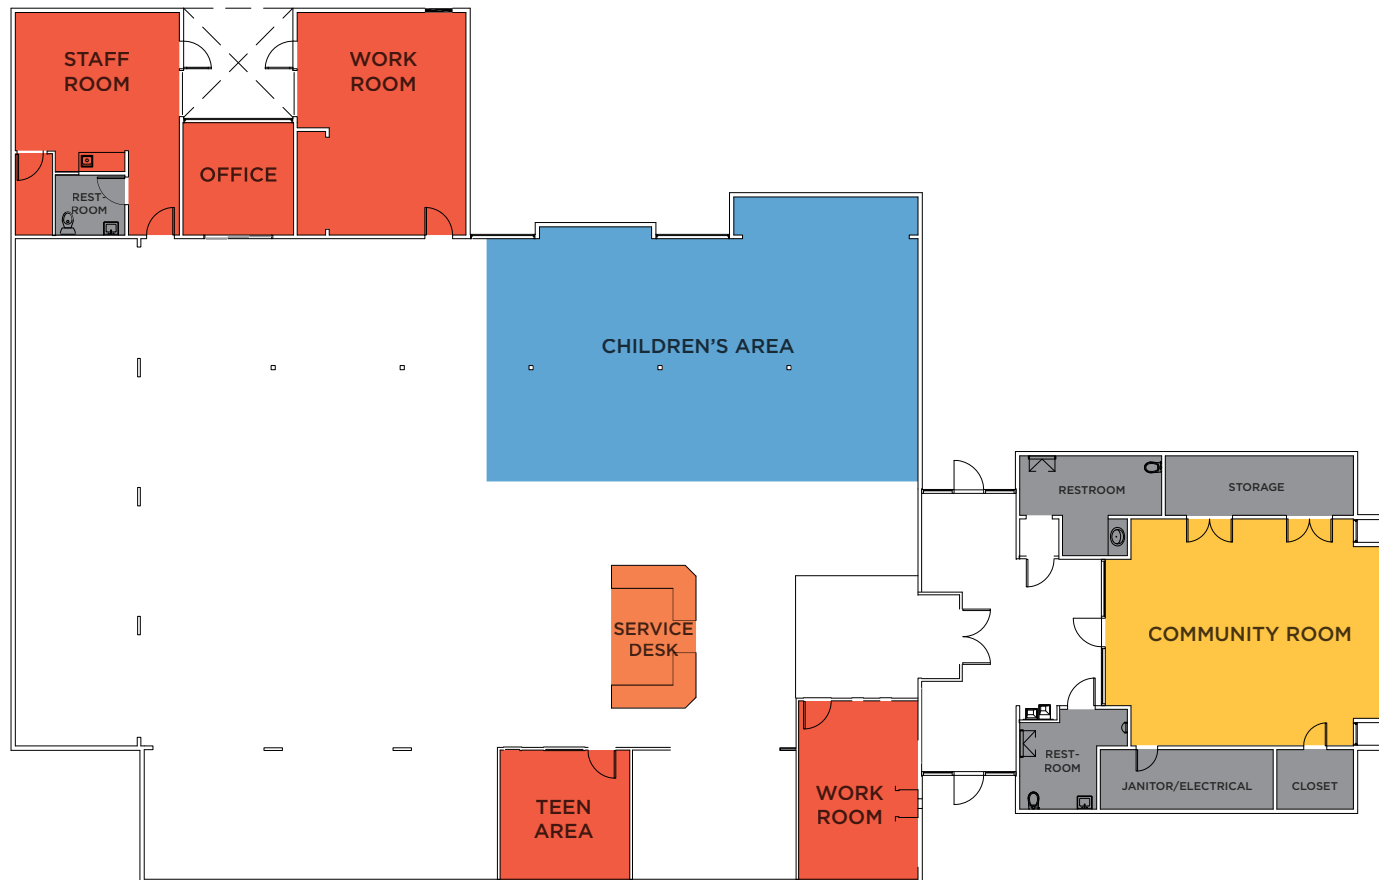 STAFF
ROOM
WORK
ROOM
OFFICE
REST-
ROOM
CHILDREN'S AREA
RESTROOM
STORAGE
SERVICE
DESK
COMMUNITY ROOM
REST-
ROOM
JANITOR/ELECTRICAL
CLOSET
TEEN
AREA
WORK
ROOM